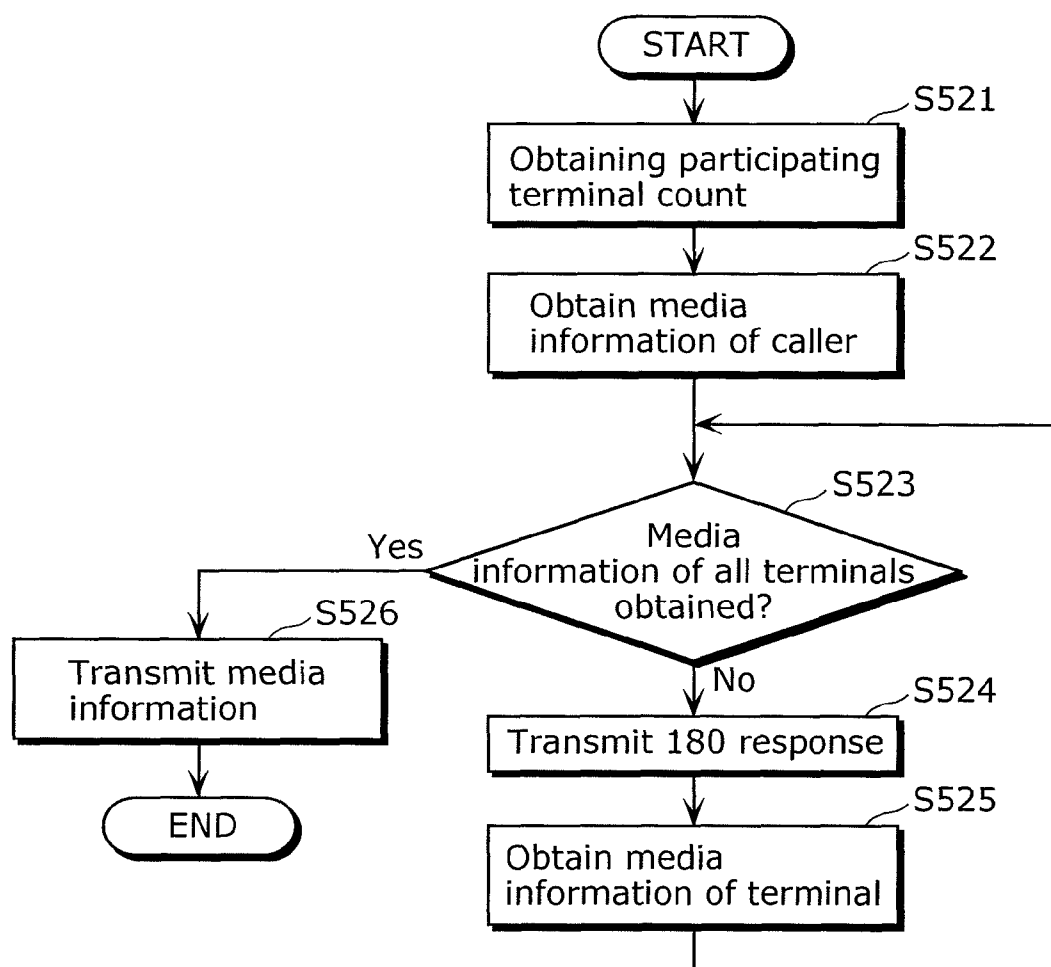 START
S521
Obtaining participating
terminal count
S522
Obtain media
information of caller
S523
Media
information of all terminals
obtained?
Yes
No
S526
Transmit media
information
END
S524
Transmit 180 response
S525
Obtain media
information of terminal